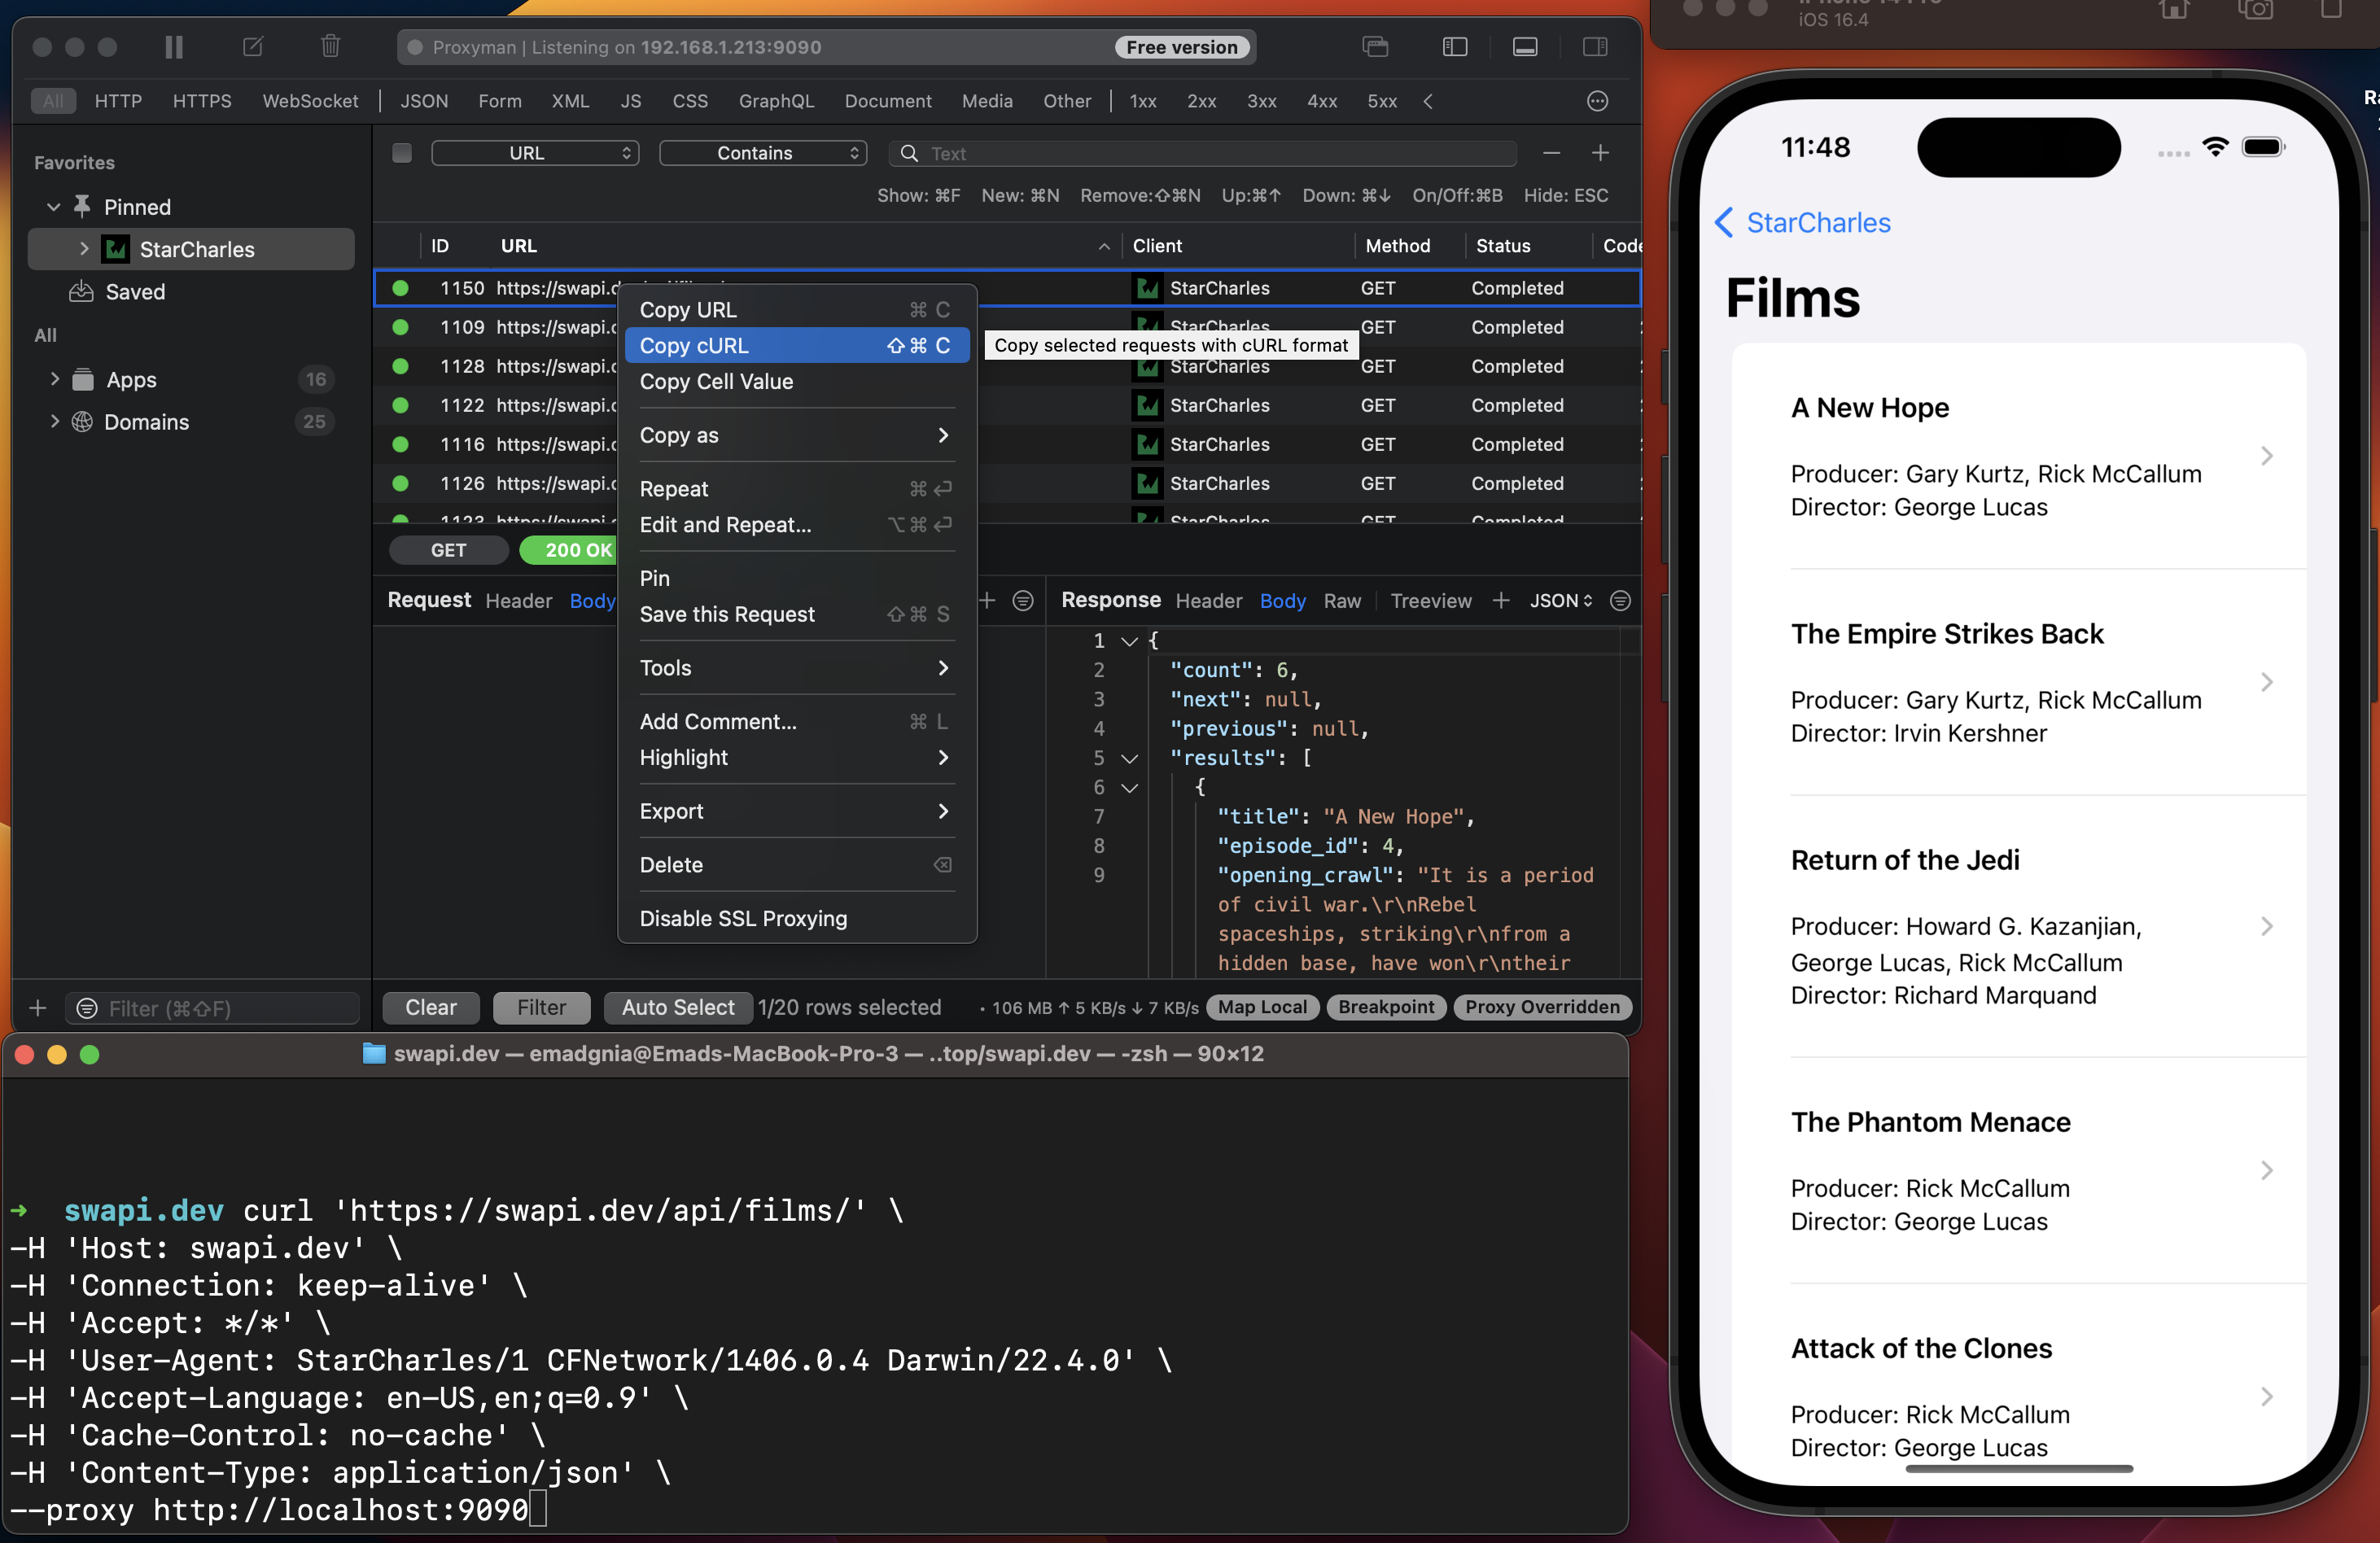 Proxyman | Listening on 192.168.1.213:9090
Free version
All HTTP HTTPS WebSocket JSON Form XML JS CSS GraphQL Document Media Other 1xx 2xx 3xx 4xx 5xx
Favorites
Pinned
StarCharles
Saved
All
Apps 16
Domains 25
Filter (⌘⇧F)
URL Contains Text
Show: ⌘F New: ⌘N Remove:⇧⌘N Up:⌘↑ Down: ⌘↓ On/Off:⌘B Hide: ESC
ID URL Client Method Status Code
1150 https://swapi. StarCharles GET Completed
1109 https://swapi. StarCharles GET Completed
1128 https://swapi. StarCharles GET Completed
1122 https://swapi. StarCharles GET Completed
1116 https://swapi. StarCharles GET Completed
1126 https://swapi. StarCharles GET Completed
1123 https://swapi. StarCharles GET Completed
Copy URL ⌘ C
Copy cURL ⇧⌘ C
Copy selected requests with cURL format
Copy Cell Value
Copy as
Repeat ⌘↩
Edit and Repeat... ⌥⌘↩
Pin
Save this Request ⇧⌘ S
Tools
Add Comment... ⌘ L
Highlight
Export
Delete
Disable SSL Proxying
GET 200 OK
Request Header Body
Response Header Body Raw Treeview JSON
1 {
2 "count": 6,
3 "next": null,
4 "previous": null,
5 "results": [
6 {
7 "title": "A New Hope",
8 "episode_id": 4,
9 "opening_crawl": "It is a period
of civil war.\r\nRebel
spaceships, striking\r\nfrom a
hidden base, have won\r\ntheir
Clear Filter Auto Select 1/20 rows selected • 106 MB ↑ 5 KB/s ↓ 7 KB/s Map Local Breakpoint Proxy Overridden
swapi.dev — emadgnia@Emads-MacBook-Pro-3 — ..top/swapi.dev — -zsh — 90×12
➜ swapi.dev curl 'https://swapi.dev/api/films/' \
-H 'Host: swapi.dev' \
-H 'Connection: keep-alive' \
-H 'Accept: */*' \
-H 'User-Agent: StarCharles/1 CFNetwork/1406.0.4 Darwin/22.4.0' \
-H 'Accept-Language: en-US,en;q=0.9' \
-H 'Cache-Control: no-cache' \
-H 'Content-Type: application/json' \
--proxy http://localhost:9090
iOS 16.4
11:48
StarCharles
Films
A New Hope
Producer: Gary Kurtz, Rick McCallum
Director: George Lucas
The Empire Strikes Back
Producer: Gary Kurtz, Rick McCallum
Director: Irvin Kershner
Return of the Jedi
Producer: Howard G. Kazanjian,
George Lucas, Rick McCallum
Director: Richard Marquand
The Phantom Menace
Producer: Rick McCallum
Director: George Lucas
Attack of the Clones
Producer: Rick McCallum
Director: George Lucas